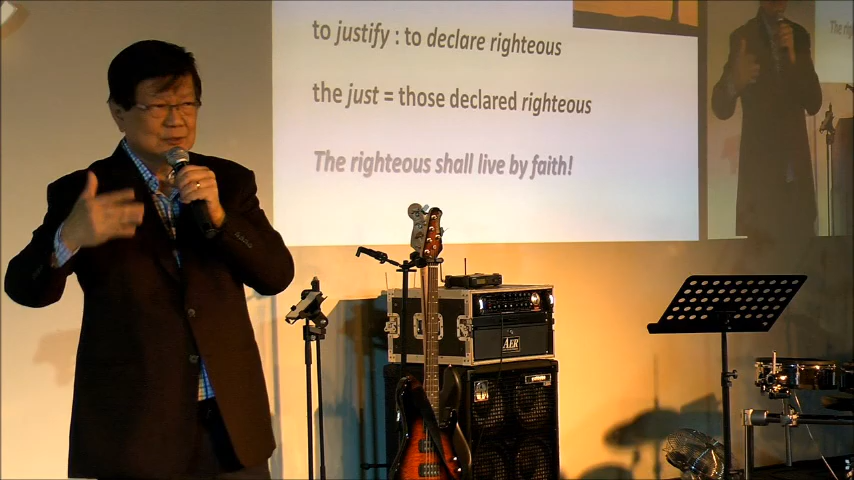 to justify : to declare righteous
the just = those declared righteous
The righteous shall live by faith!
AER